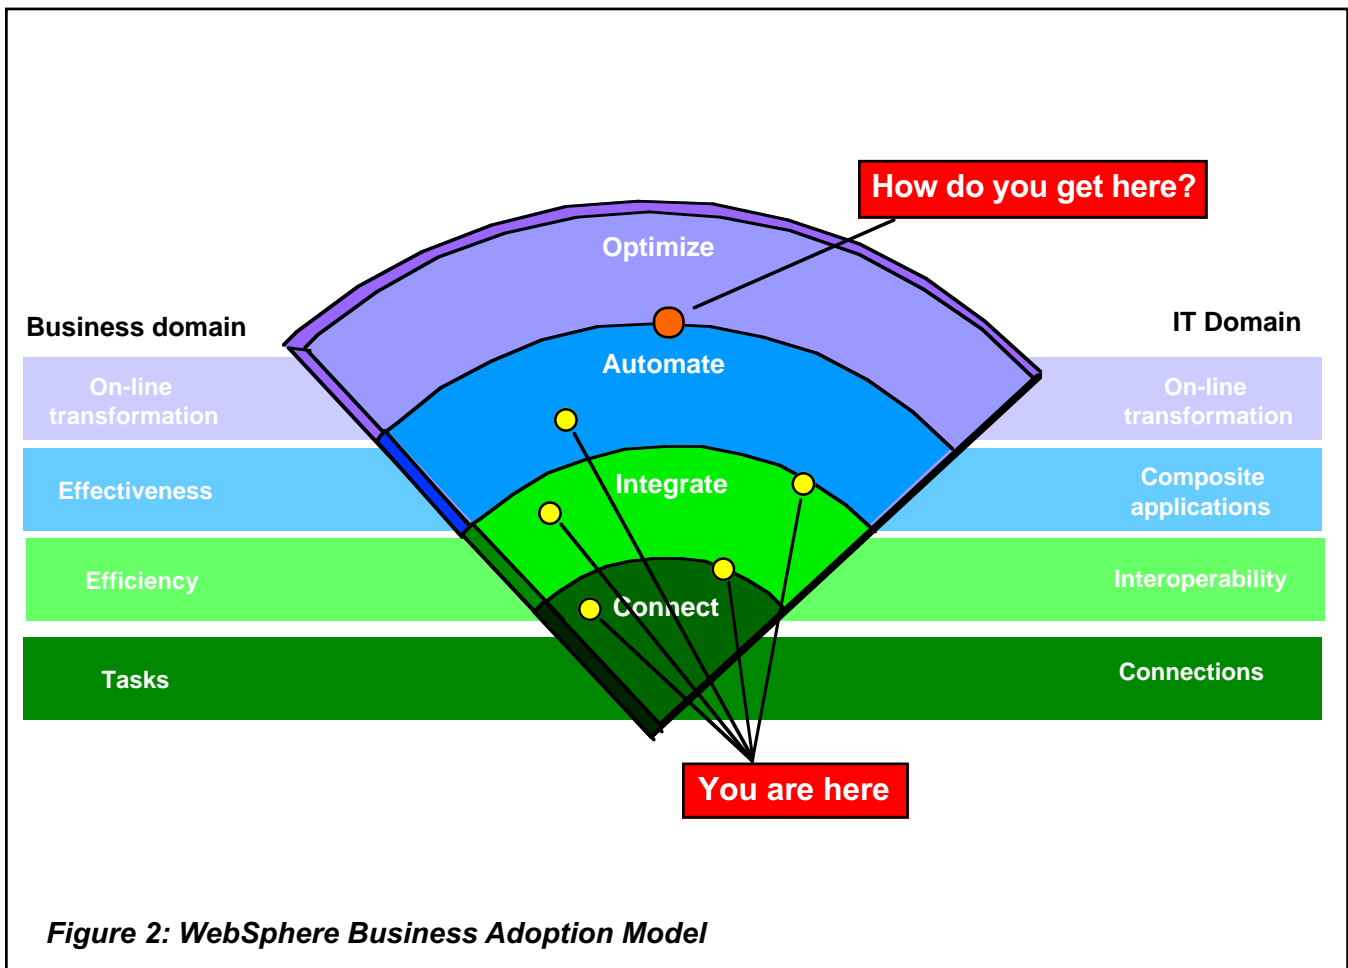 How do you get here?
Optimize
Business domain
IT Domain
Automate
On-line
transformation
On-line
transformation
Integrate
Effectiveness
Composite
applications
Efficiency
Interoperability
Connect
Tasks
Connections
You are here
Figure 2: WebSphere Business Adoption Model